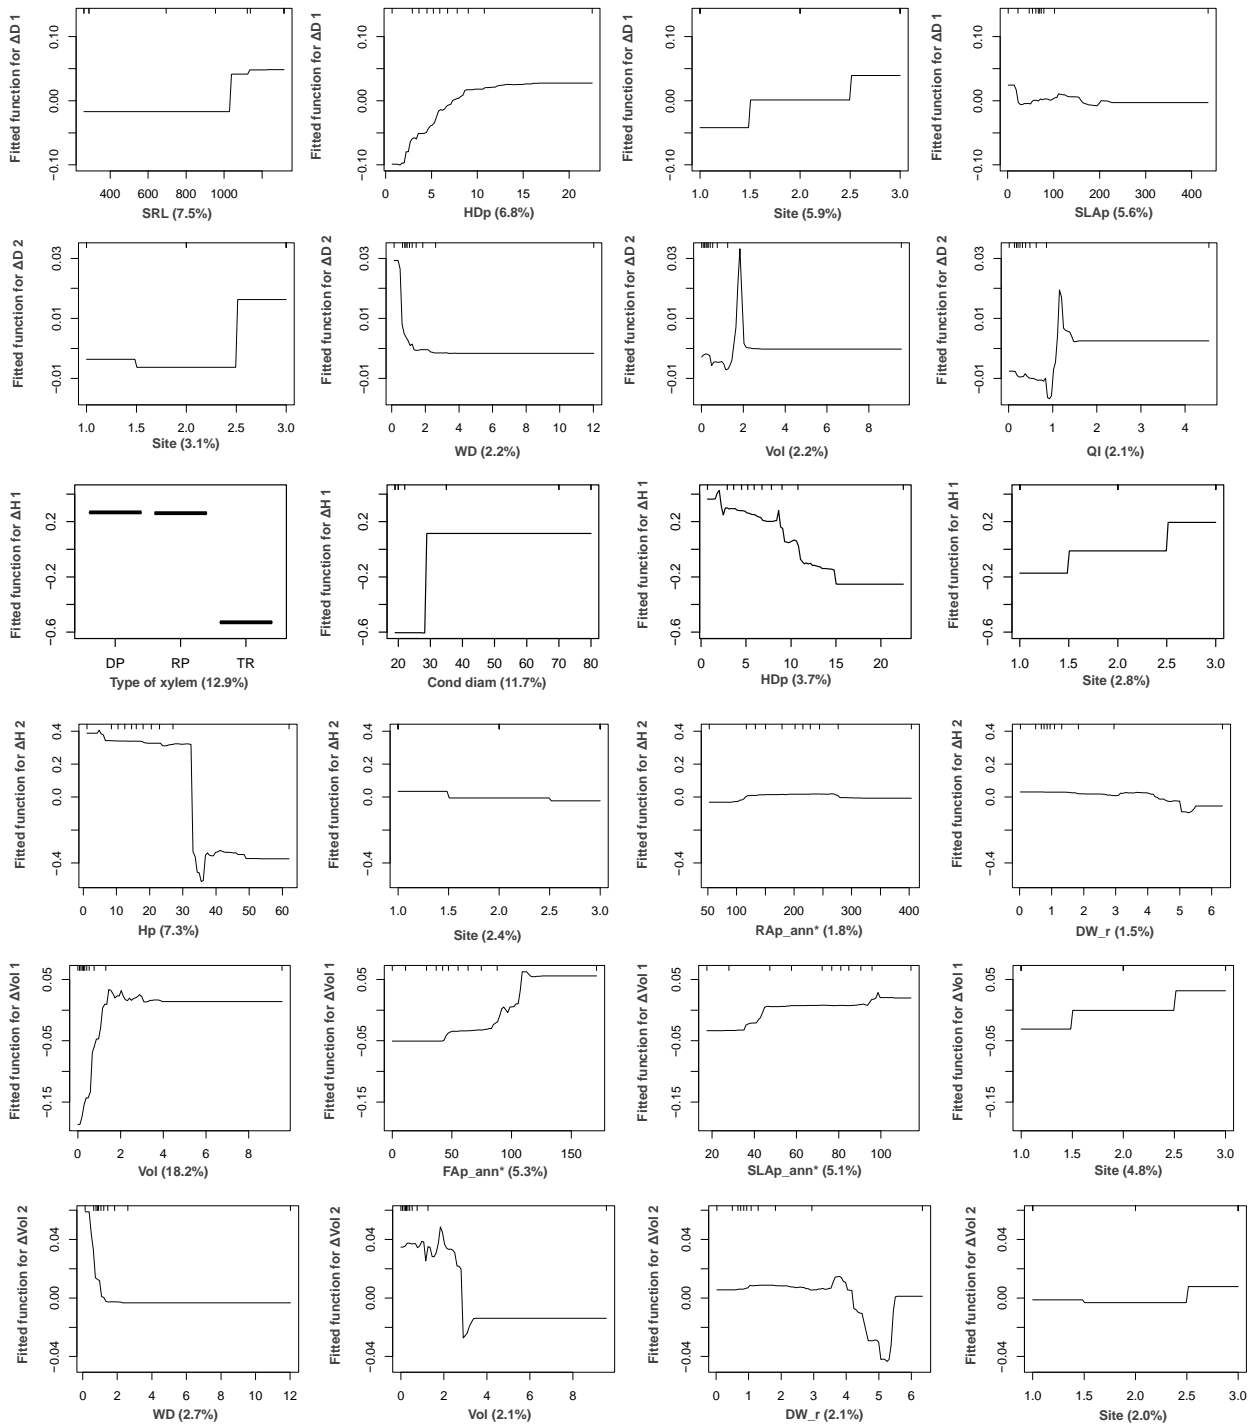 Fitted function for ΔD 1
0.10
0.00
−0.10
400 600 800 1000
SRL (7.5%)
Fitted function for ΔD 1
0.10
0.00
−0.10
0 5 10 15 20
HDp (6.8%)
Fitted function for ΔD 1
0.10
0.00
−0.10
1.0 1.5 2.0 2.5 3.0
Site (5.9%)
Fitted function for ΔD 1
0.10
0.00
−0.10
0 100 200 300 400
SLAp (5.6%)
Fitted function for ΔD 2
0.03
0.01
−0.01
1.0 1.5 2.0 2.5 3.0
Site (3.1%)
Fitted function for ΔD 2
0.03
0.01
−0.01
0 2 4 6 8 10 12
WD (2.2%)
Fitted function for ΔD 2
0.03
0.01
−0.01
0 2 4 6 8
Vol (2.2%)
Fitted function for ΔD 2
0.03
0.01
−0.01
0 1 2 3 4
QI (2.1%)
Fitted function for ΔH 1
0.2
−0.2
−0.6
DP RP TR
Type of xylem (12.9%)
Fitted function for ΔH 1
0.2
−0.2
−0.6
20 30 40 50 60 70 80
Cond diam (11.7%)
Fitted function for ΔH 1
0.2
−0.2
−0.6
0 5 10 15 20
HDp (3.7%)
Fitted function for ΔH 1
0.2
−0.2
−0.6
1.0 1.5 2.0 2.5 3.0
Site (2.8%)
Fitted function for ΔH 2
0.4
0.2
0.0
−0.4
0 10 20 30 40 50 60
Hp (7.3%)
Fitted function for ΔH 2
0.4
0.2
0.0
−0.4
1.0 1.5 2.0 2.5 3.0
Site (2.4%)
Fitted function for ΔH 2
0.4
0.2
0.0
−0.4
50 100 200 300 400
RAp_ann* (1.8%)
Fitted function for ΔH 2
0.4
0.2
0.0
−0.4
0 1 2 3 4 5 6
DW_r (1.5%)
Fitted function for ΔVol 1
0.05
−0.05
−0.15
0 2 4 6 8
Vol (18.2%)
Fitted function for ΔVol 1
0.05
−0.05
−0.15
0 50 100 150
FAp_ann* (5.3%)
Fitted function for ΔVol 1
0.05
−0.05
−0.15
20 40 60 80 100
SLAp_ann* (5.1%)
Fitted function for ΔVol 1
0.05
−0.05
−0.15
1.0 1.5 2.0 2.5 3.0
Site (4.8%)
Fitted function for ΔVol 2
0.04
0.00
−0.04
0 2 4 6 8 10 12
WD (2.7%)
Fitted function for ΔVol 2
0.04
0.00
−0.04
0 2 4 6 8
Vol (2.1%)
Fitted function for ΔVol 2
0.04
0.00
−0.04
0 1 2 3 4 5 6
DW_r (2.1%)
Fitted function for ΔVol 2
0.04
0.00
−0.04
1.0 1.5 2.0 2.5 3.0
Site (2.0%)